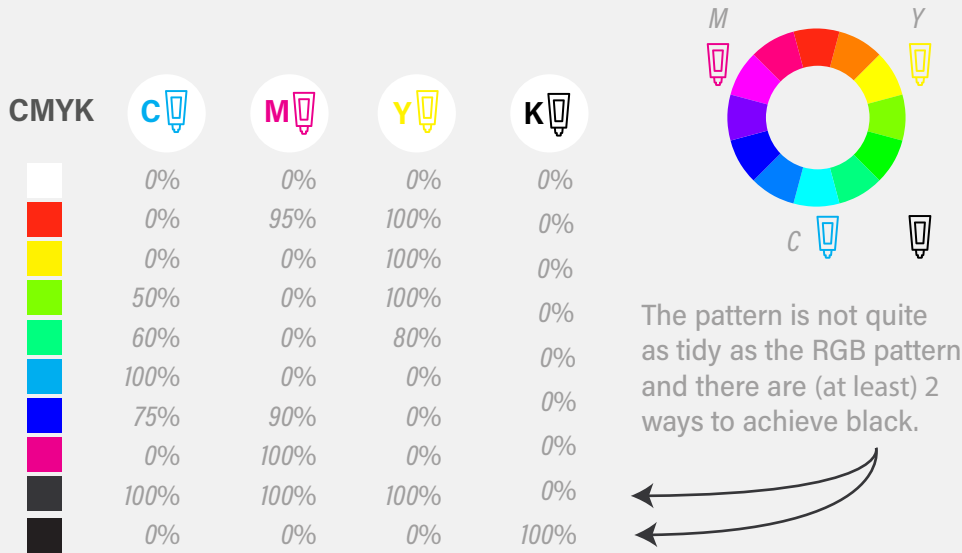 M Y
CMYK C M Y K
0% 0% 0% 0%
0% 95% 100% 0%
0% 0% 100% 0%
50% 0% 100% 0%
60% 0% 80% 0%
100% 0% 0% 0%
75% 90% 0% 0%
0% 100% 0% 0%
100% 100% 100% 0%
0% 0% 0% 100%
C
The pattern is not quite
as tidy as the RGB pattern
and there are (at least) 2
ways to achieve black.